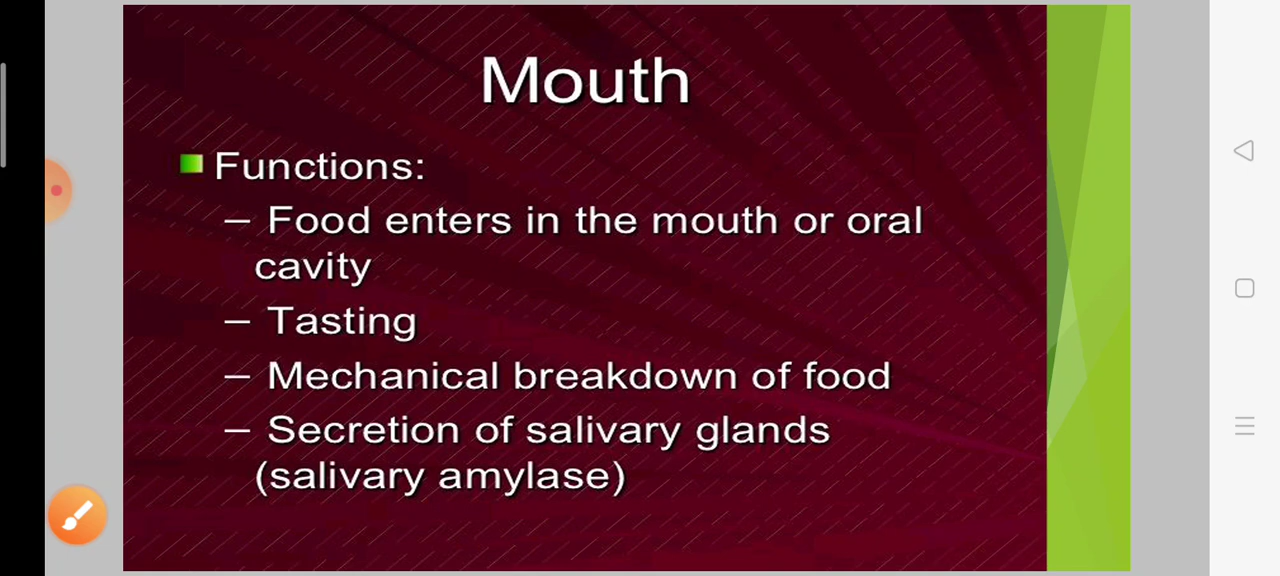 Mouth
Functions:
– Food enters in the mouth or oral
cavity
– Tasting
– Mechanical breakdown of food
– Secretion of salivary glands
(salivary amylase)